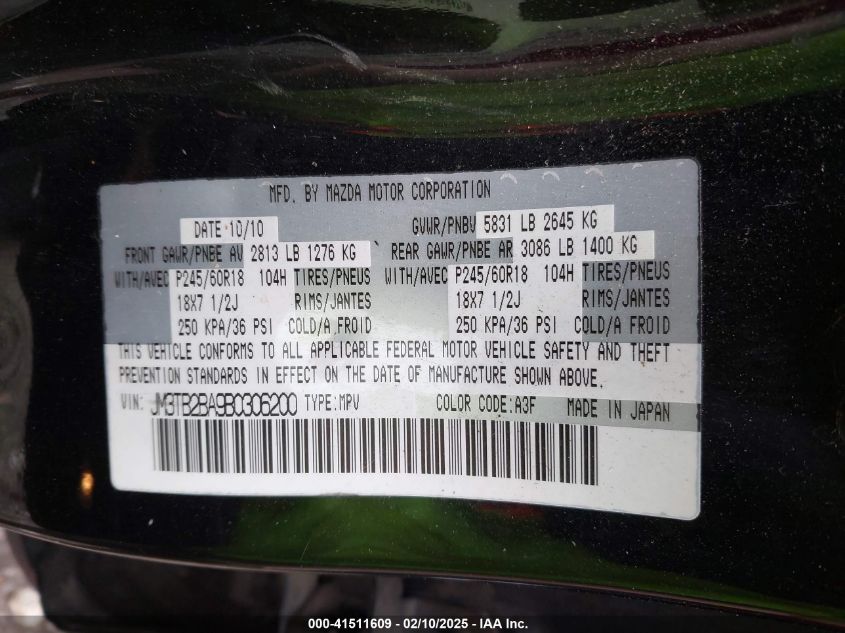 MFD. BY MAZDA MOTOR CORPORATION
DATE 10/10 GVWR/PNBV 5831 LB 2645 KG
FRONT GAWR/PNBE AV 2813 LB 1276 KG REAR GAWR/PNBE AR 3086 LB 1400 KG
WITH/AVEC P245/60R18 104H TIRES/PNEUS WITH/AVEC P245/60R18 104H TIRES/PNEUS
18X7 1/2J RIMS/JANTES 18X7 1/2J RIMS/JANTES
250 KPA/36 PSI COLD/A FROID 250 KPA/36 PSI COLD/A FROID
THIS VEHICLE CONFORMS TO ALL APPLICABLE FEDERAL MOTOR VEHICLE SAFETY AND THEFT
PREVENTION STANDARDS IN EFFECT ON THE DATE OF MANUFACTURE SHOWN ABOVE.
VIN: JM3TB2BA9B0306200 TYPE:MPV COLOR CODE:A3F MADE IN JAPAN
000-41511609 — 02/10/2025 — IAA Inc.